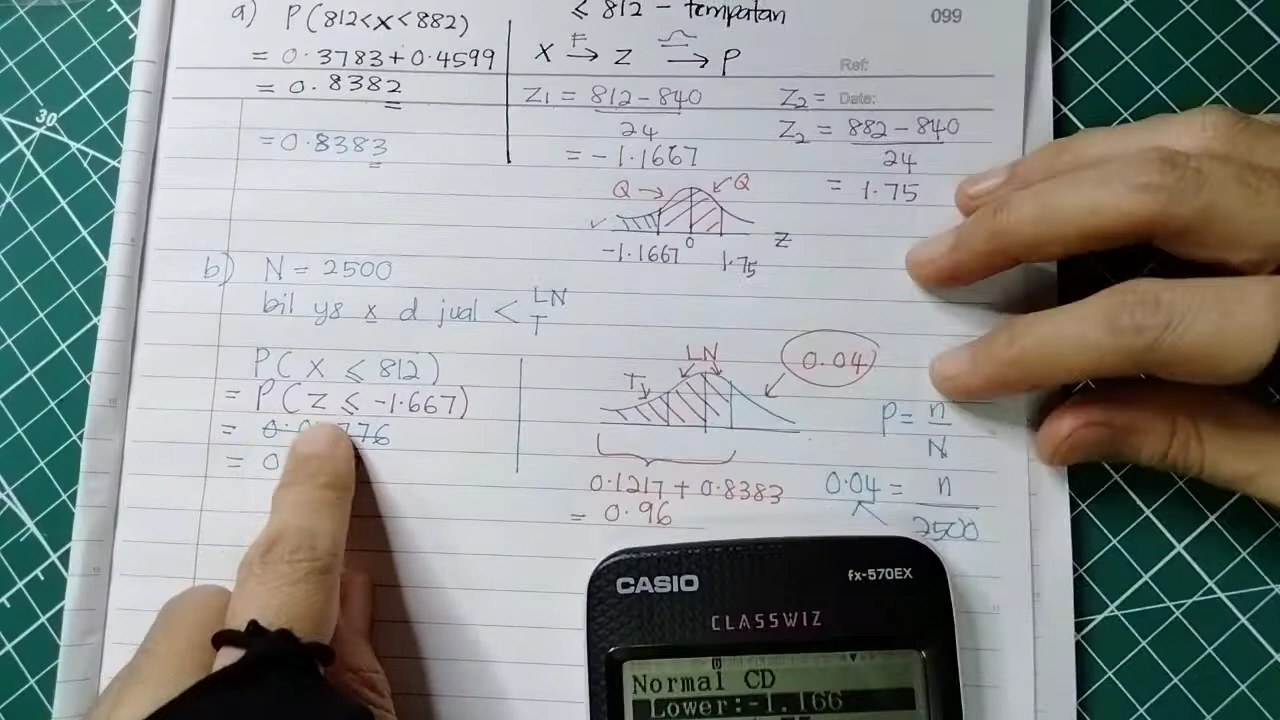 a) P(812<x<882)
= 0.3783+0.4599
= 0.8382
= 0.8383
≤ 812 - tempatan
099
X →F Z → P
Ref:
Z1 = 812-840
24
= -1.1667
Z2 = Date:
Z2 = 882-840
24
= 1.75
Q → ← Q
-1.1667 0 1.75 Z
b) N = 2500
bil yg x d jual < LN
T
P( X ≤ 812)
= P( Z ≤ -1.667)
=
= 0
LN
T
0.04
0.1217 + 0.8383
= 0.96
P = n
N
0.04 = n
2500
30
CASIO fx-570EX
CLASSWIZ
Normal CD
Lower:-1.166